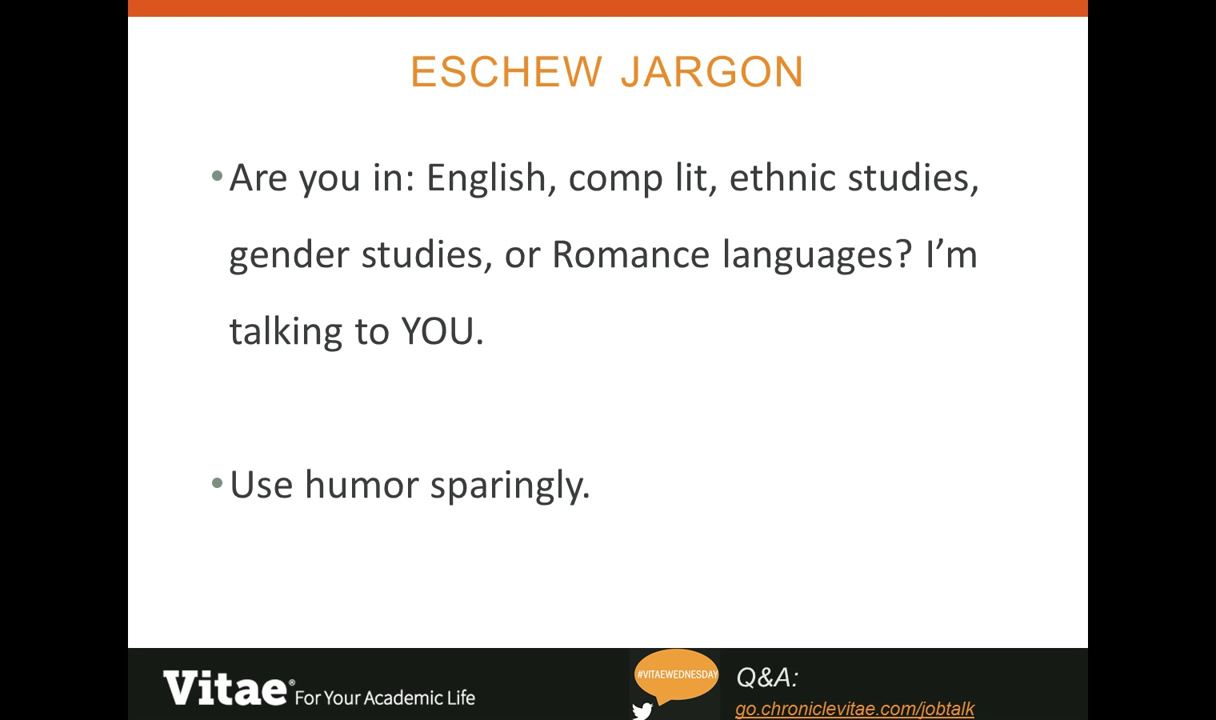 ESCHEW JARGON
•Are you in: English, comp lit, ethnic studies,
gender studies, or Romance languages? I’m
talking to YOU.
•Use humor sparingly.
Vitae® For Your Academic Life
#VITAEWEDNESDAY
Q&A:
go.chroniclevitae.com/jobtalk